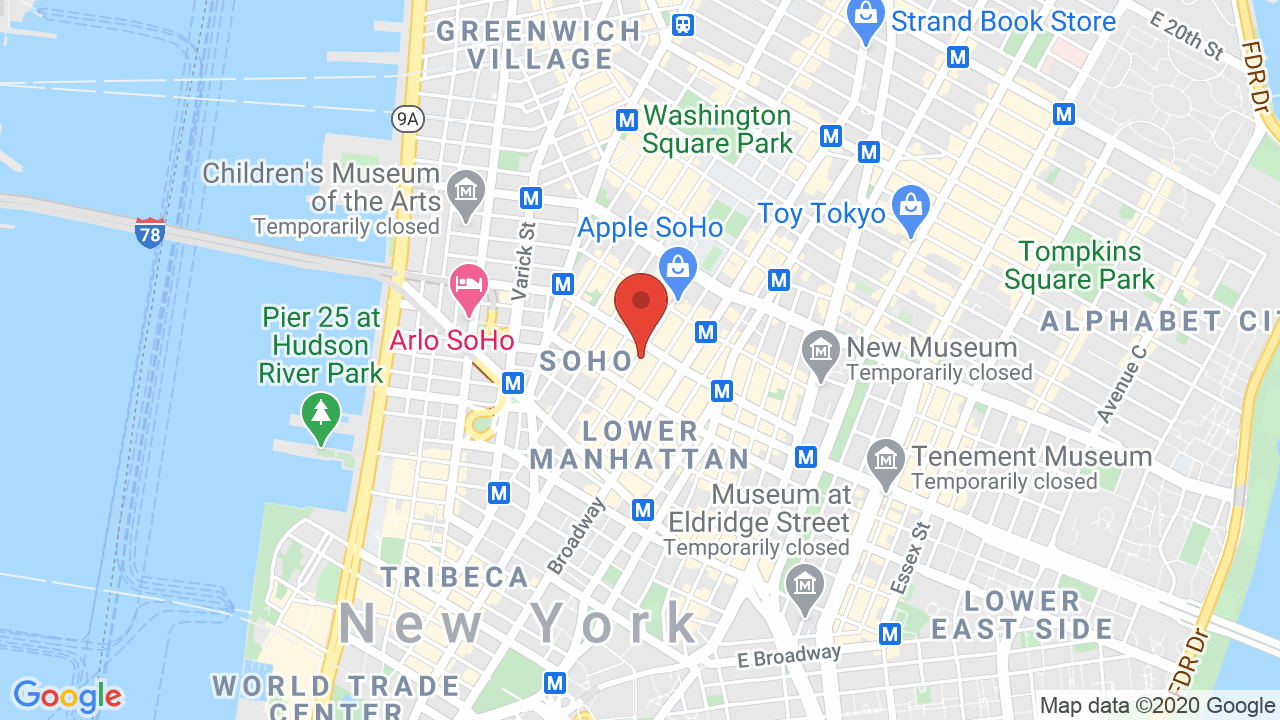 GREENWICH
VILLAGE
Strand Book Store
E 20th St
FDR Dr
M
M
M
M
M
9A
Washington
Square Park
Children's Museum
of the Arts
Temporarily closed
M
78
Varick St
Apple SoHo
Toy Tokyo
Tompkins
Square Park
M
M
Arlo SoHo
Pier 25 at
Hudson
River Park
M
ALPHABET CIT
SOHO
New Museum
Temporarily closed
Avenue C
M
M
LOWER
MANHATTAN
M
Tenement Museum
Temporarily closed
M
Museum at
Eldridge Street
Temporarily closed
M
Broadway
Essex St
TRIBECA
New York
LOWER
EAST SIDE
M
E Broadway
FDR Dr
WORLD TRADE
CENTER
M
Google
Map data ©2020 Google